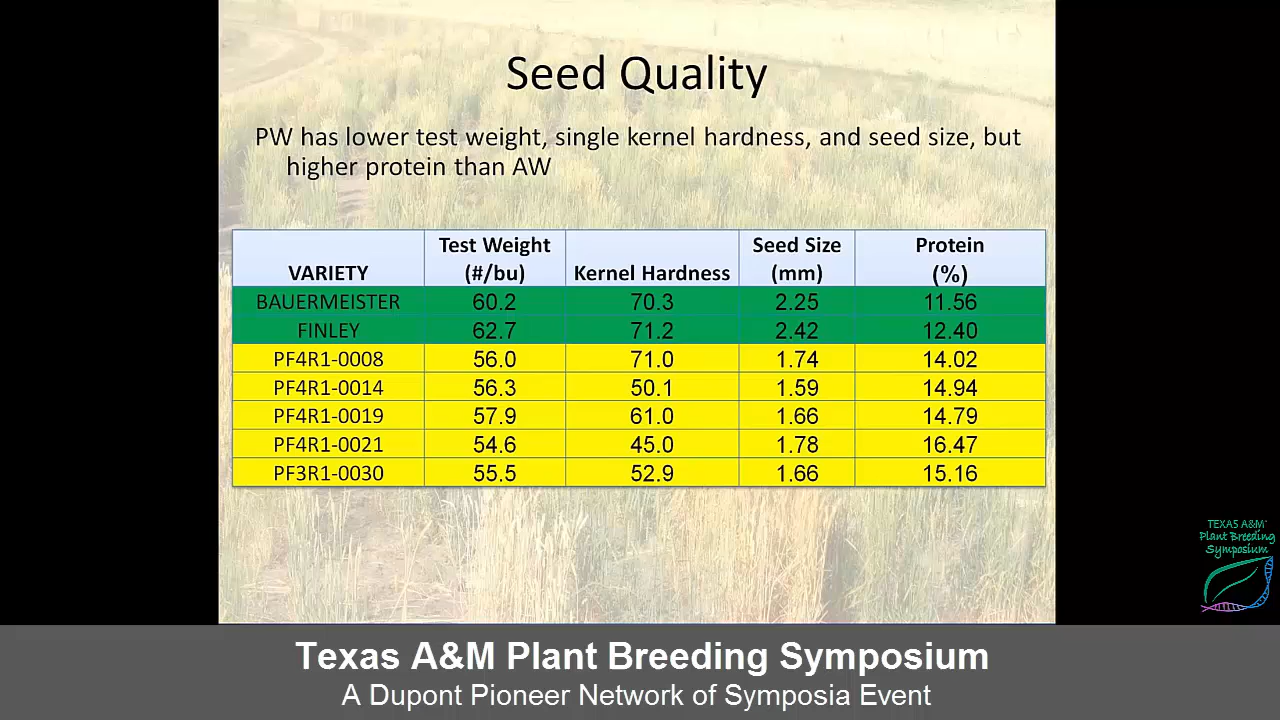 Seed Quality
PW has lower test weight, single kernel hardness, and seed size, but
higher protein than AW
VARIETY Test Weight (#/bu) Kernel Hardness Seed Size (mm) Protein (%)
BAUERMEISTER 60.2 70.3 2.25 11.56
FINLEY 62.7 71.2 2.42 12.40
PF4R1-0008 56.0 71.0 1.74 14.02
PF4R1-0014 56.3 50.1 1.59 14.94
PF4R1-0019 57.9 61.0 1.66 14.79
PF4R1-0021 54.6 45.0 1.78 16.47
PF3R1-0030 55.5 52.9 1.66 15.16
TEXAS A&M
Plant Breeding
Symposium
Texas A&M Plant Breeding Symposium
A Dupont Pioneer Network of Symposia Event